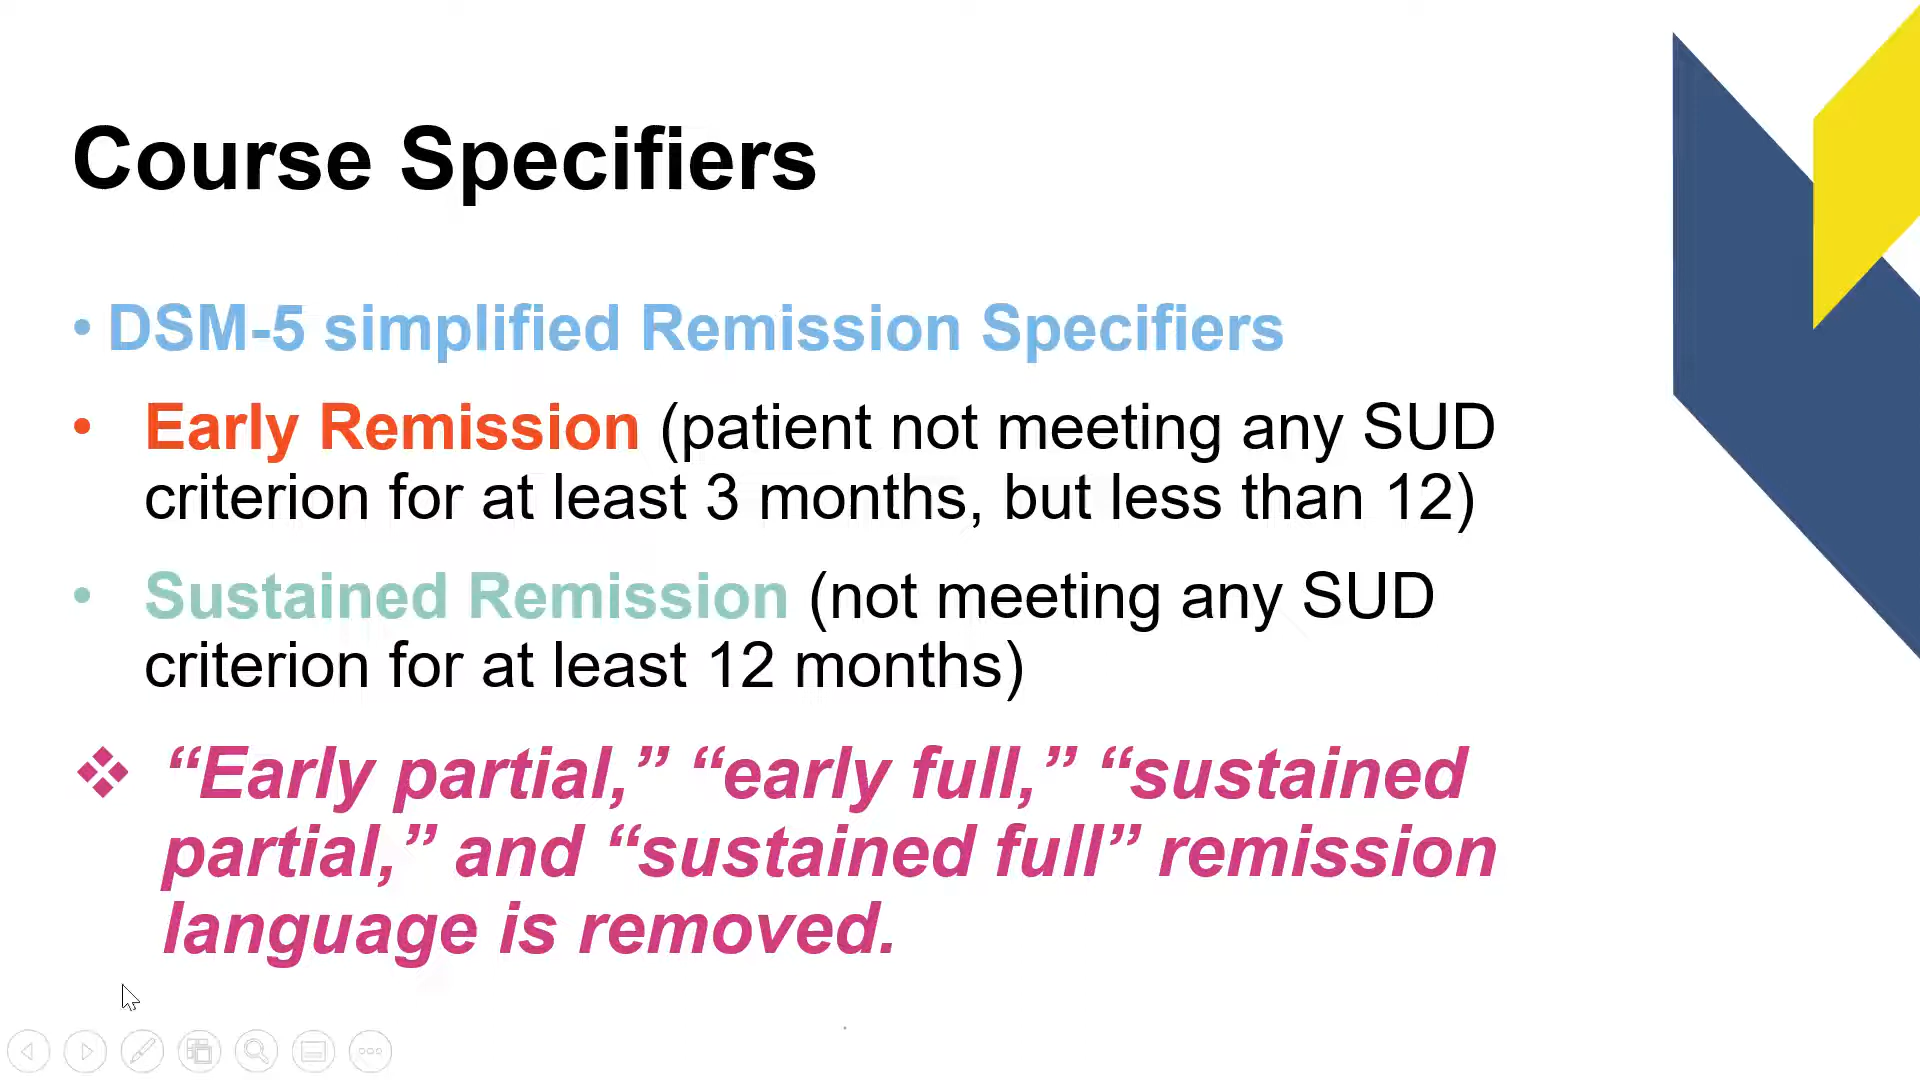 Course Specifiers
• DSM-5 simplified Remission Specifiers
• Early Remission (patient not meeting any SUD
criterion for at least 3 months, but less than 12)
• Sustained Remission (not meeting any SUD
criterion for at least 12 months)
❖ “Early partial,” “early full,” “sustained
partial,” and “sustained full” remission
language is removed.